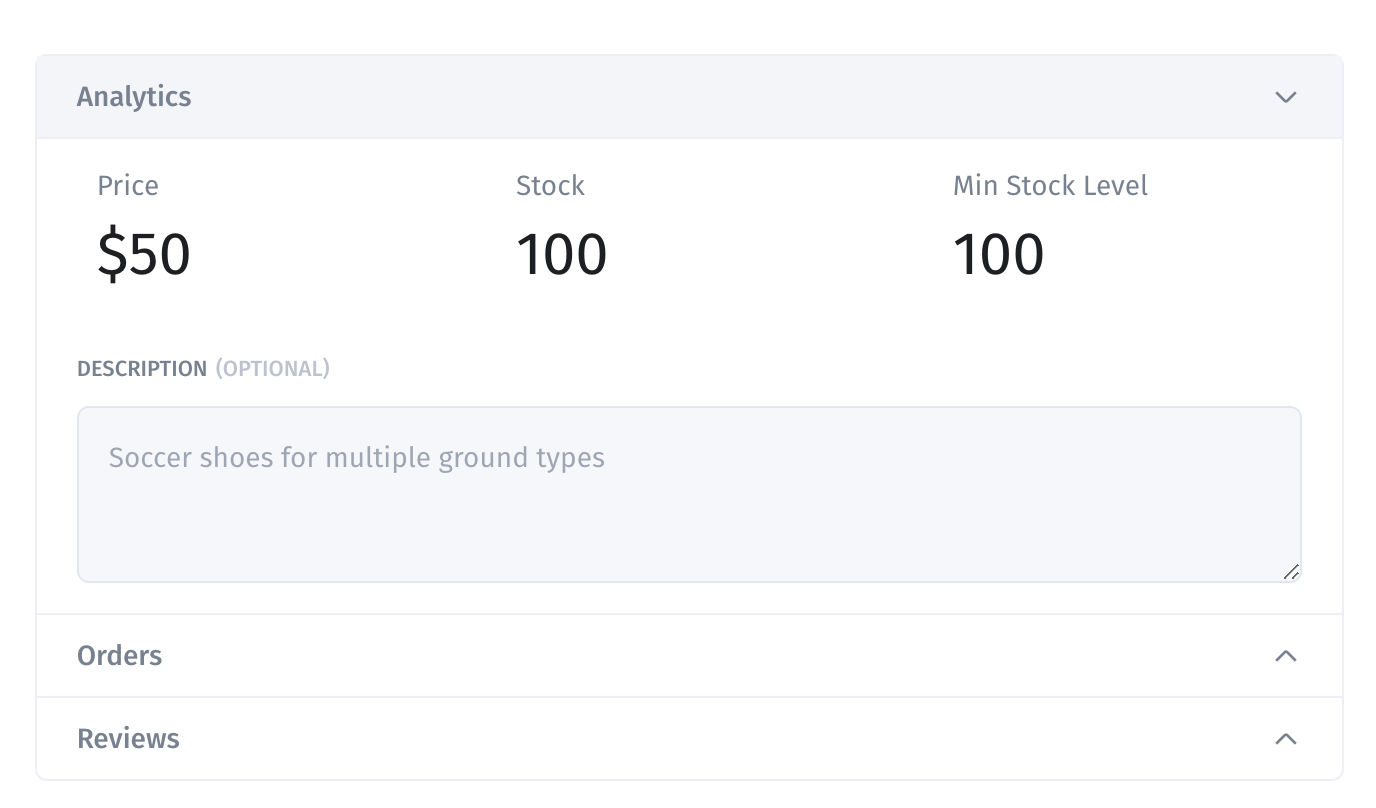 Analytics
Price Stock Min Stock Level
$50 100 100
DESCRIPTION (OPTIONAL)
Soccer shoes for multiple ground types
Orders
Reviews